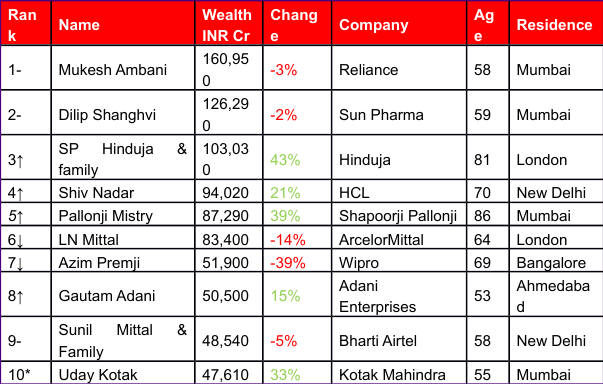 Rank Name Wealth INR Cr Change Company Age Residence
1- Mukesh Ambani 160,950 -3% Reliance 58 Mumbai
2- Dilip Shanghvi 126,290 -2% Sun Pharma 59 Mumbai
3↑ SP Hinduja & family 103,030 43% Hinduja 81 London
4↑ Shiv Nadar 94,020 21% HCL 70 New Delhi
5↑ Pallonji Mistry 87,290 39% Shapoorji Pallonji 86 Mumbai
6↓ LN Mittal 83,400 -14% ArcelorMittal 64 London
7↓ Azim Premji 51,900 -39% Wipro 69 Bangalore
8↑ Gautam Adani 50,500 15% Adani Enterprises 53 Ahmedabad
9- Sunil Mittal & Family 48,540 -5% Bharti Airtel 58 New Delhi
10* Uday Kotak 47,610 33% Kotak Mahindra 55 Mumbai